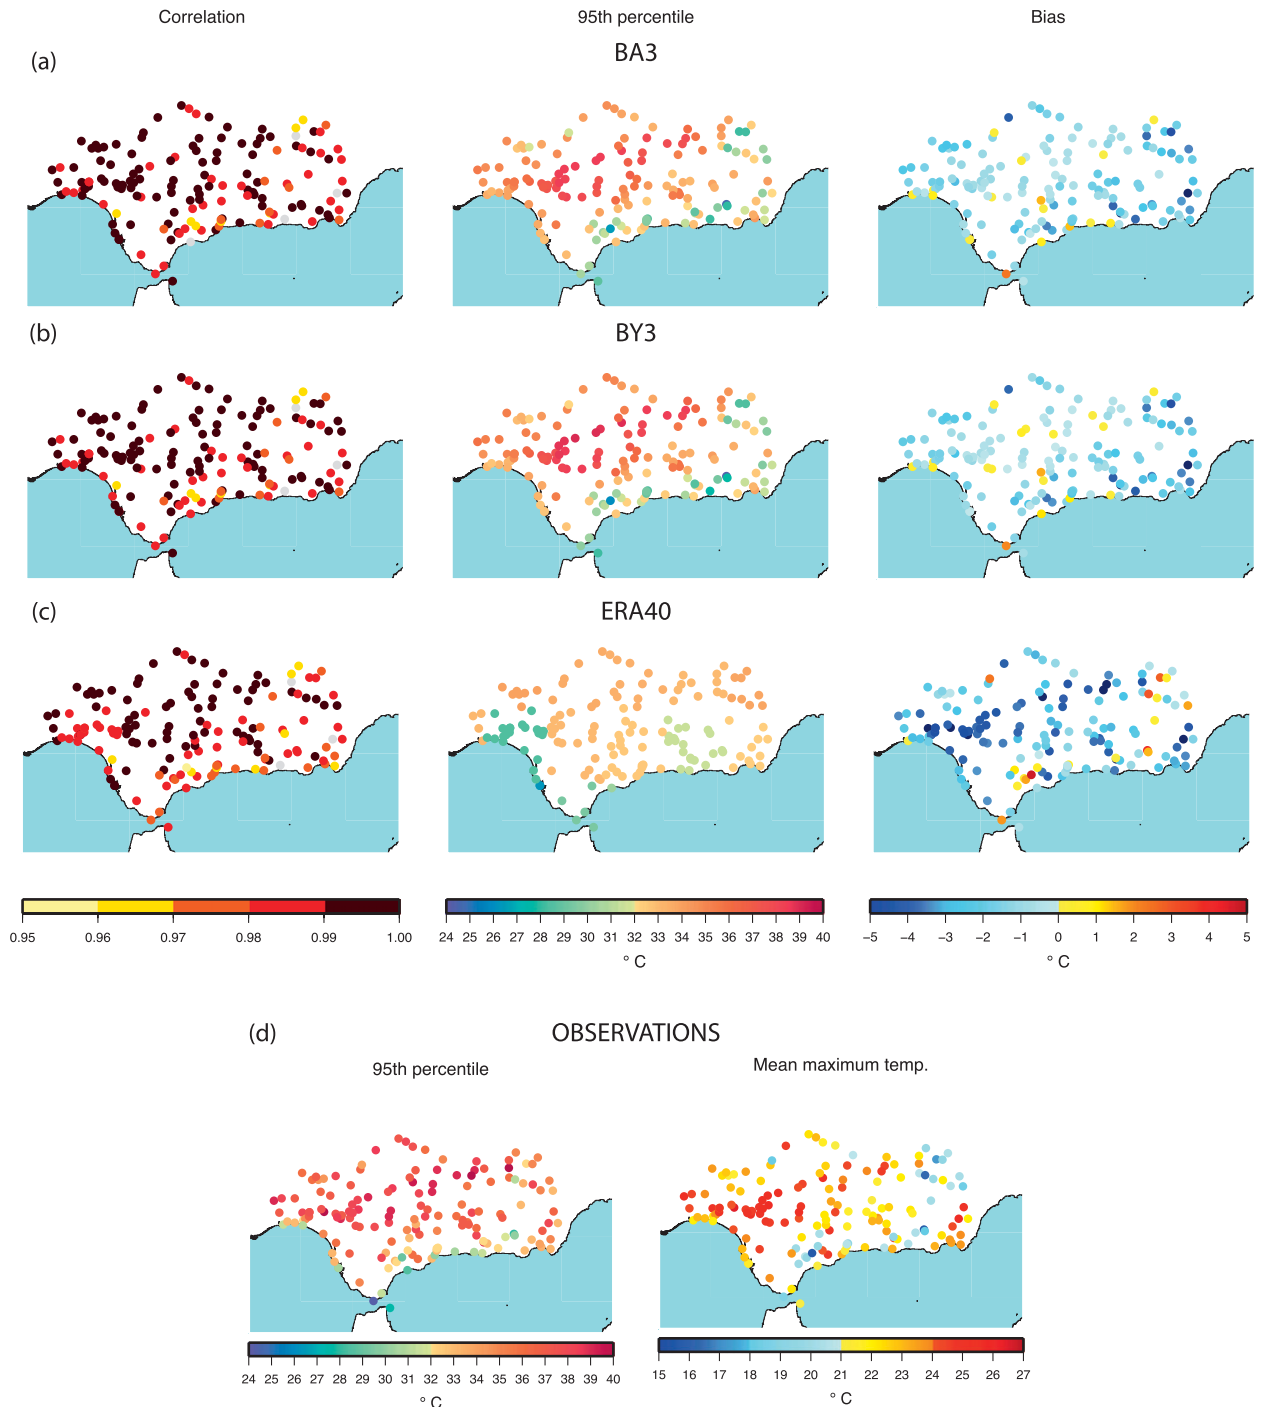 Correlation 95th percentile Bias
(a) BA3
(b) BY3
(c) ERA40
0.95 0.96 0.97 0.98 0.99 1.00
24 25 26 27 28 29 30 31 32 33 34 35 36 37 38 39 40
° C
−5 −4 −3 −2 −1 0 1 2 3 4 5
° C
(d) OBSERVATIONS
95th percentile Mean maximum temp.
24 25 26 27 28 29 30 31 32 33 34 35 36 37 38 39 40
° C
15 16 17 18 19 20 21 22 23 24 25 26 27
° C